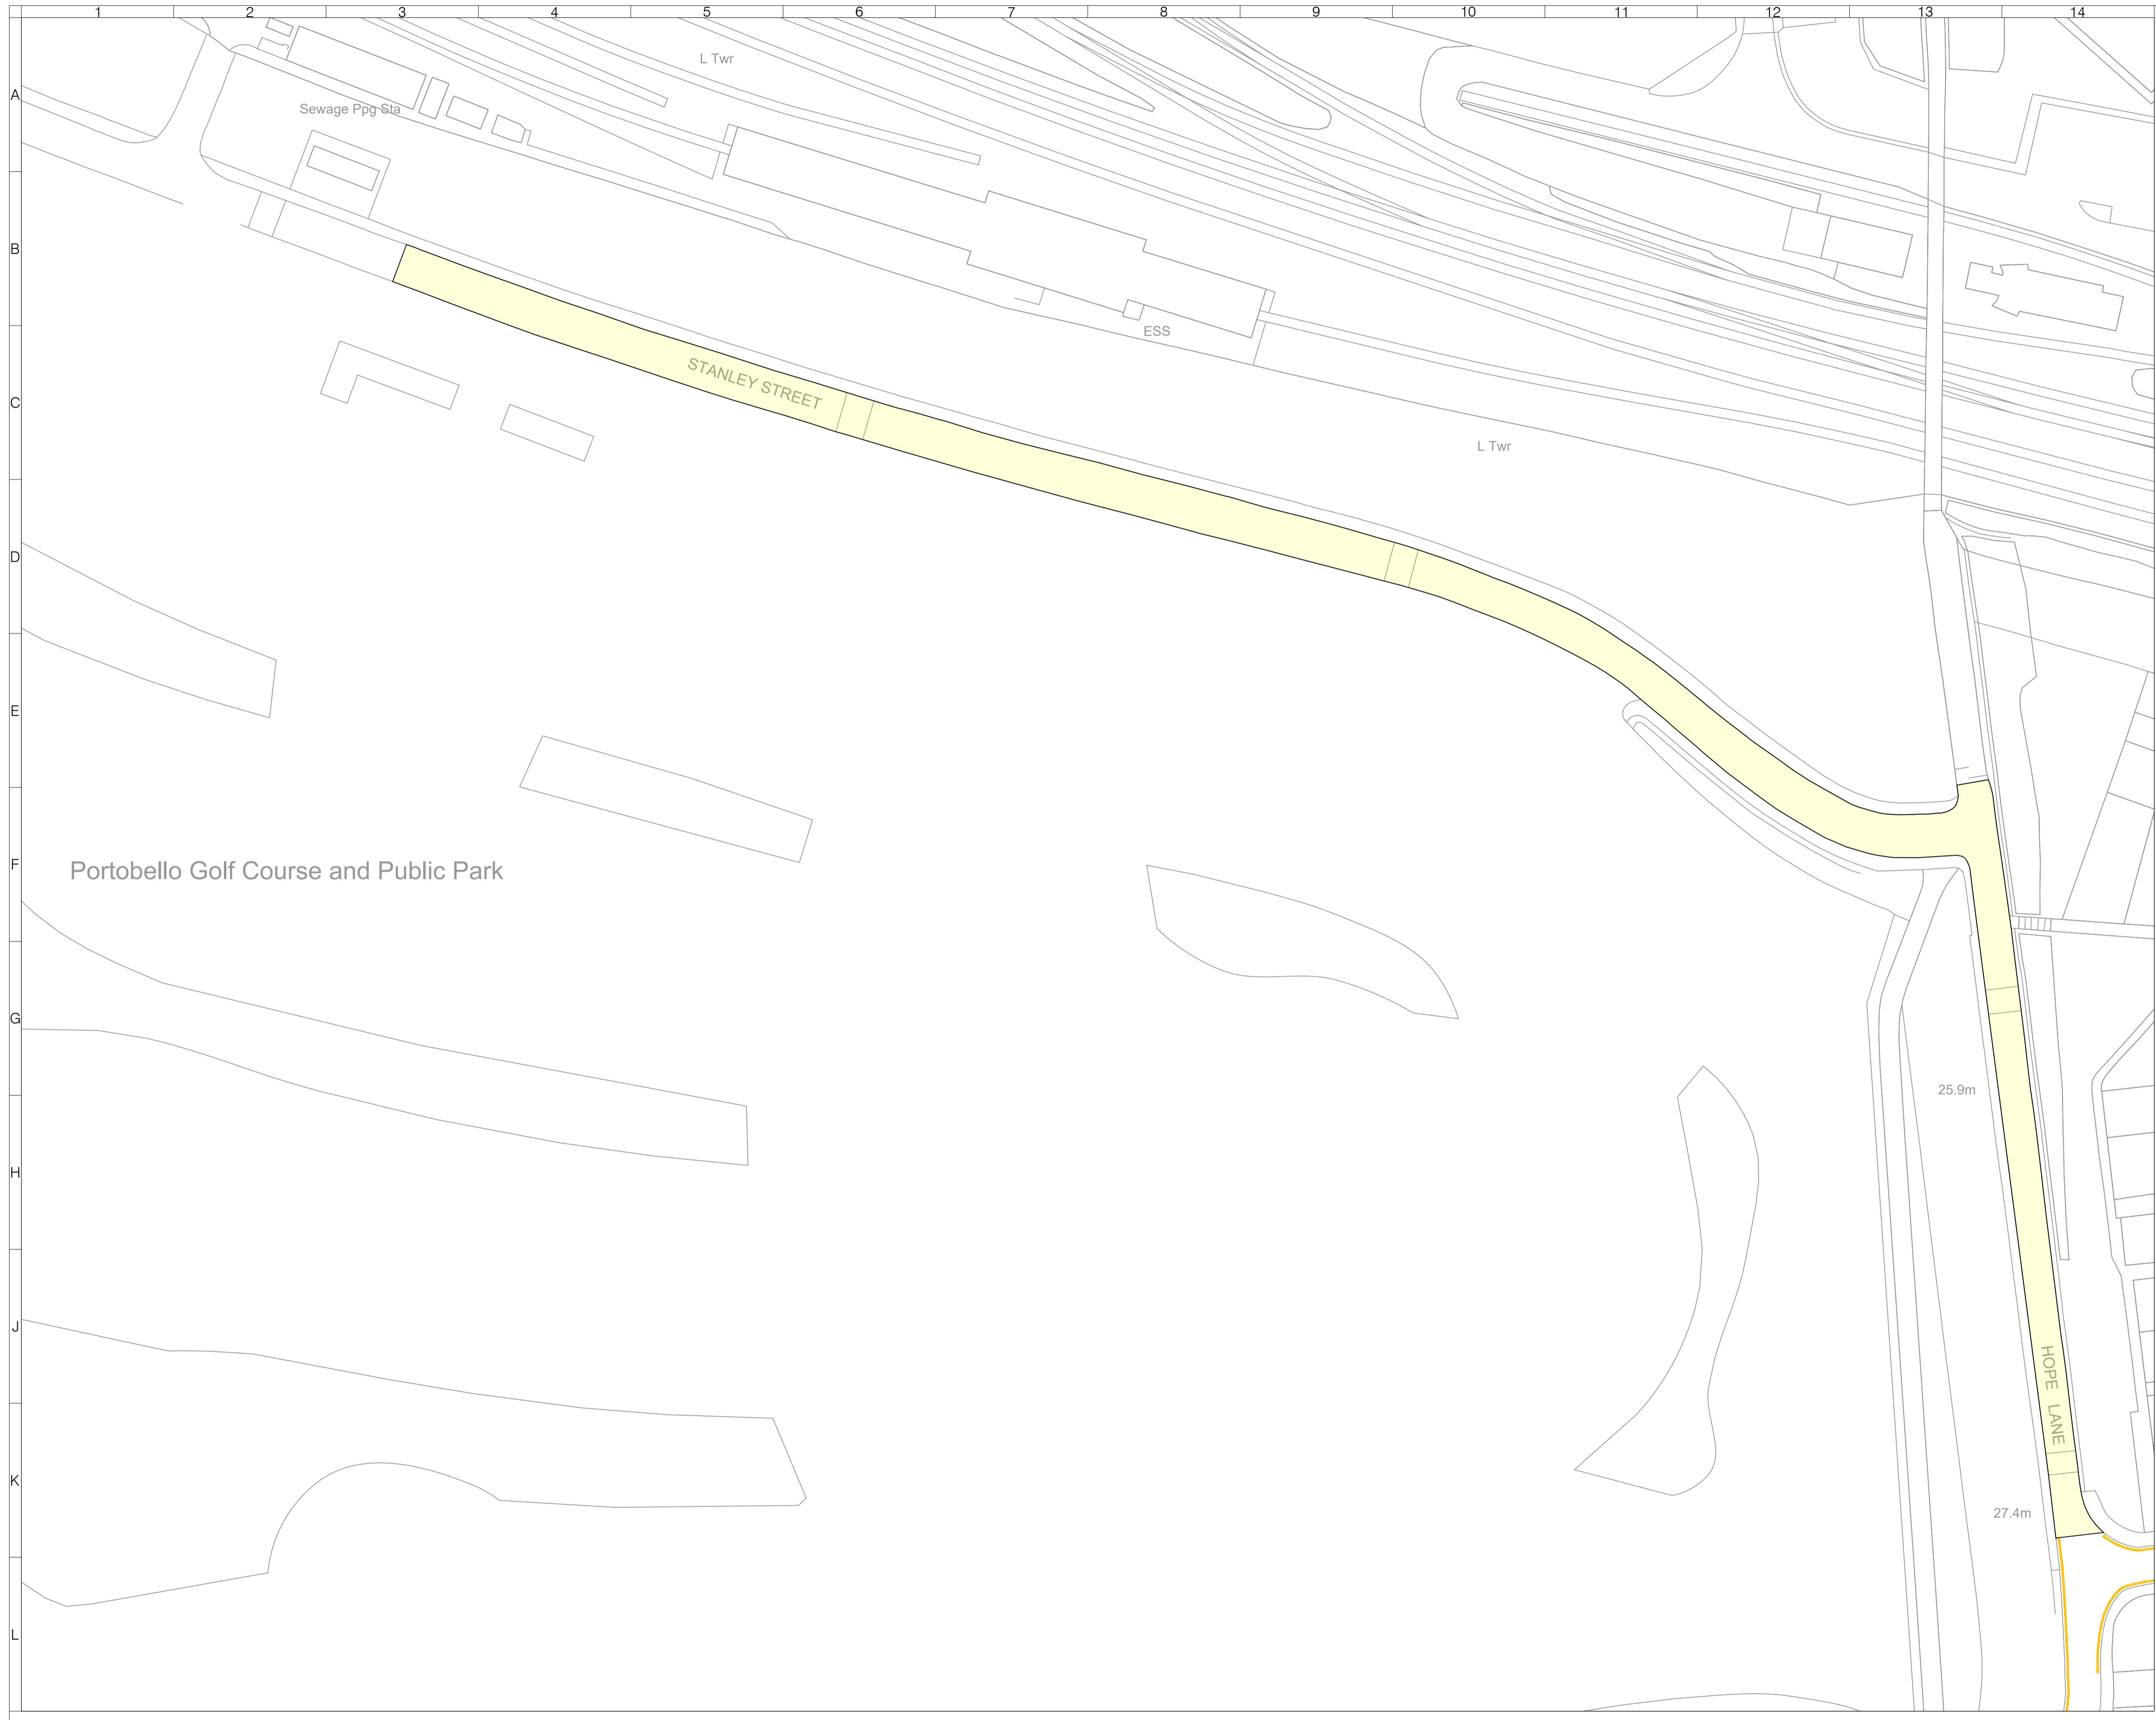 1 2 3 4 5 6 7 8 9 10 11 12 13 14
A
L Twr
Sewage Ppg Sta
B
ESS
C
STANLEY STREET
L Twr
D
E
F
Portobello Golf Course and Public Park
G
25.9m
H
J
HOPE LANE
K
27.4m
L